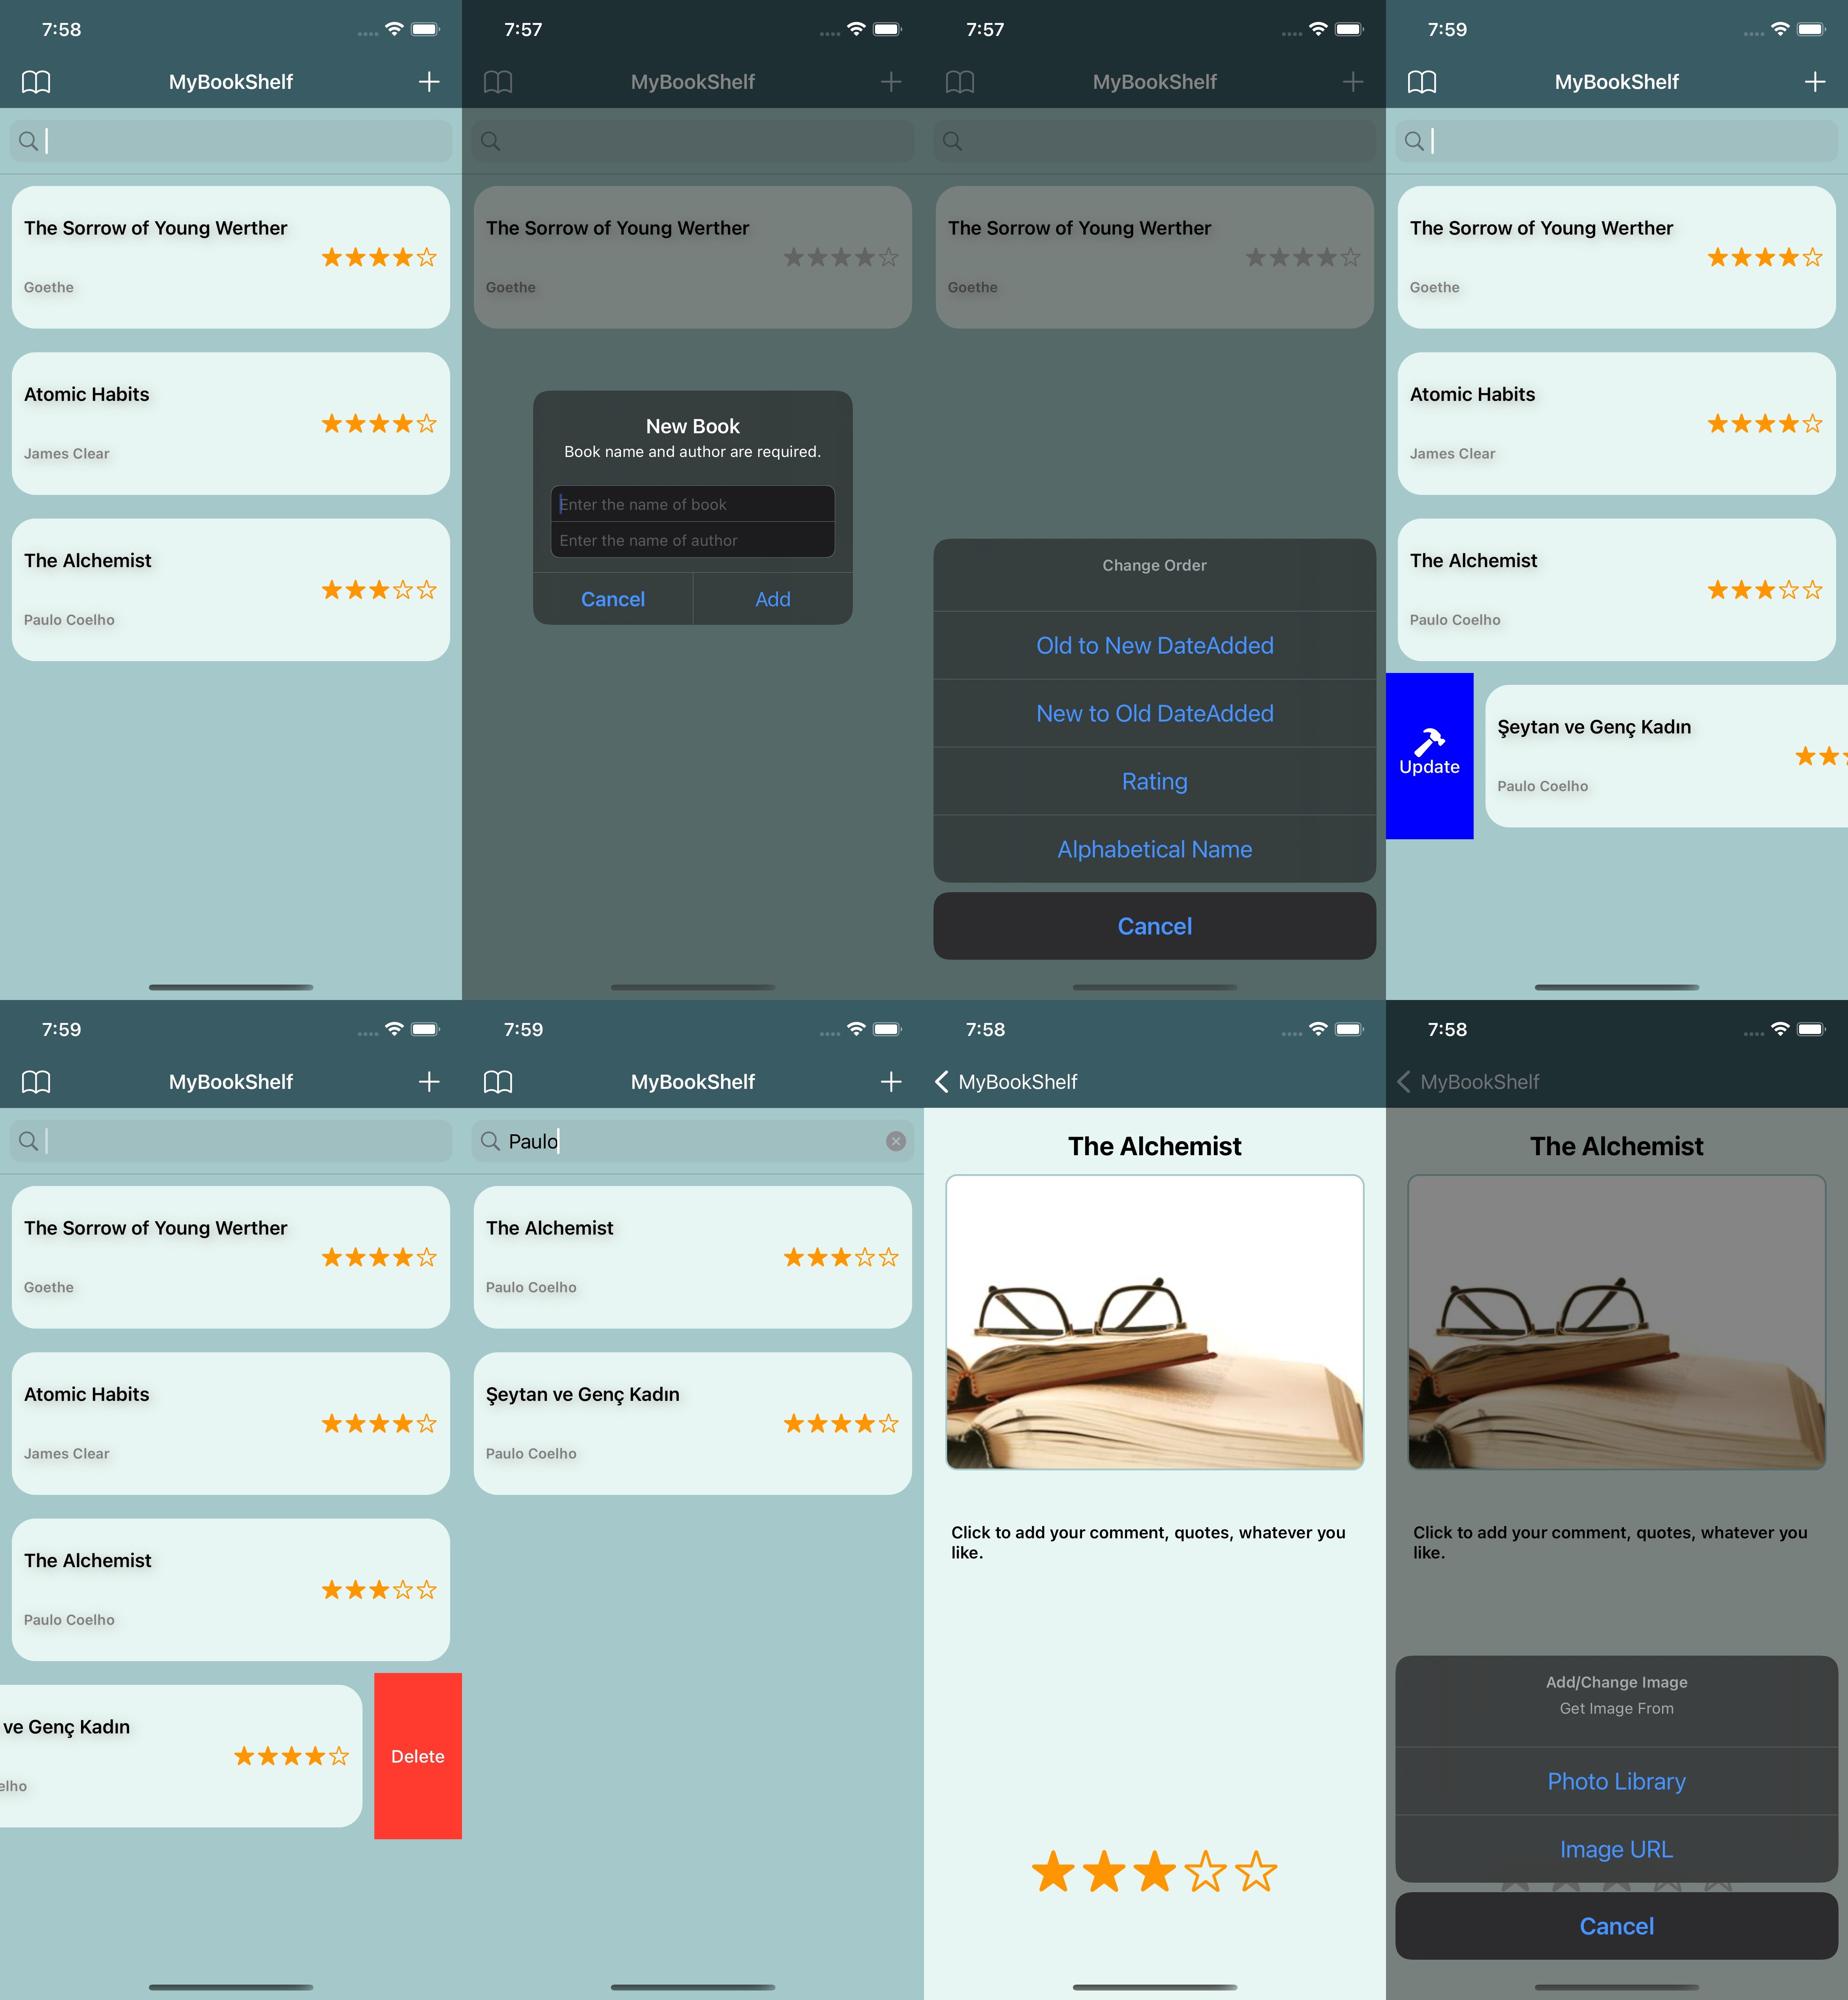 7:58
MyBookShelf
The Sorrow of Young Werther
Goethe
Atomic Habits
James Clear
The Alchemist
Paulo Coelho
7:57
MyBookShelf
The Sorrow of Young Werther
Goethe
New Book
Book name and author are required.
Enter the name of book
Enter the name of author
Cancel
Add
7:57
MyBookShelf
The Sorrow of Young Werther
Goethe
Change Order
Old to New DateAdded
New to Old DateAdded
Rating
Alphabetical Name
Cancel
7:59
MyBookShelf
The Sorrow of Young Werther
Goethe
Atomic Habits
James Clear
The Alchemist
Paulo Coelho
Update
Şeytan ve Genç Kadın
Paulo Coelho
7:59
MyBookShelf
The Sorrow of Young Werther
Goethe
Atomic Habits
James Clear
The Alchemist
Paulo Coelho
ve Genç Kadın
elho
Delete
7:59
MyBookShelf
Paulo
The Alchemist
Paulo Coelho
Şeytan ve Genç Kadın
Paulo Coelho
7:58
MyBookShelf
The Alchemist
Click to add your comment, quotes, whatever you
like.
7:58
MyBookShelf
The Alchemist
Click to add your comment, quotes, whatever you
like.
Add/Change Image
Get Image From
Photo Library
Image URL
Cancel